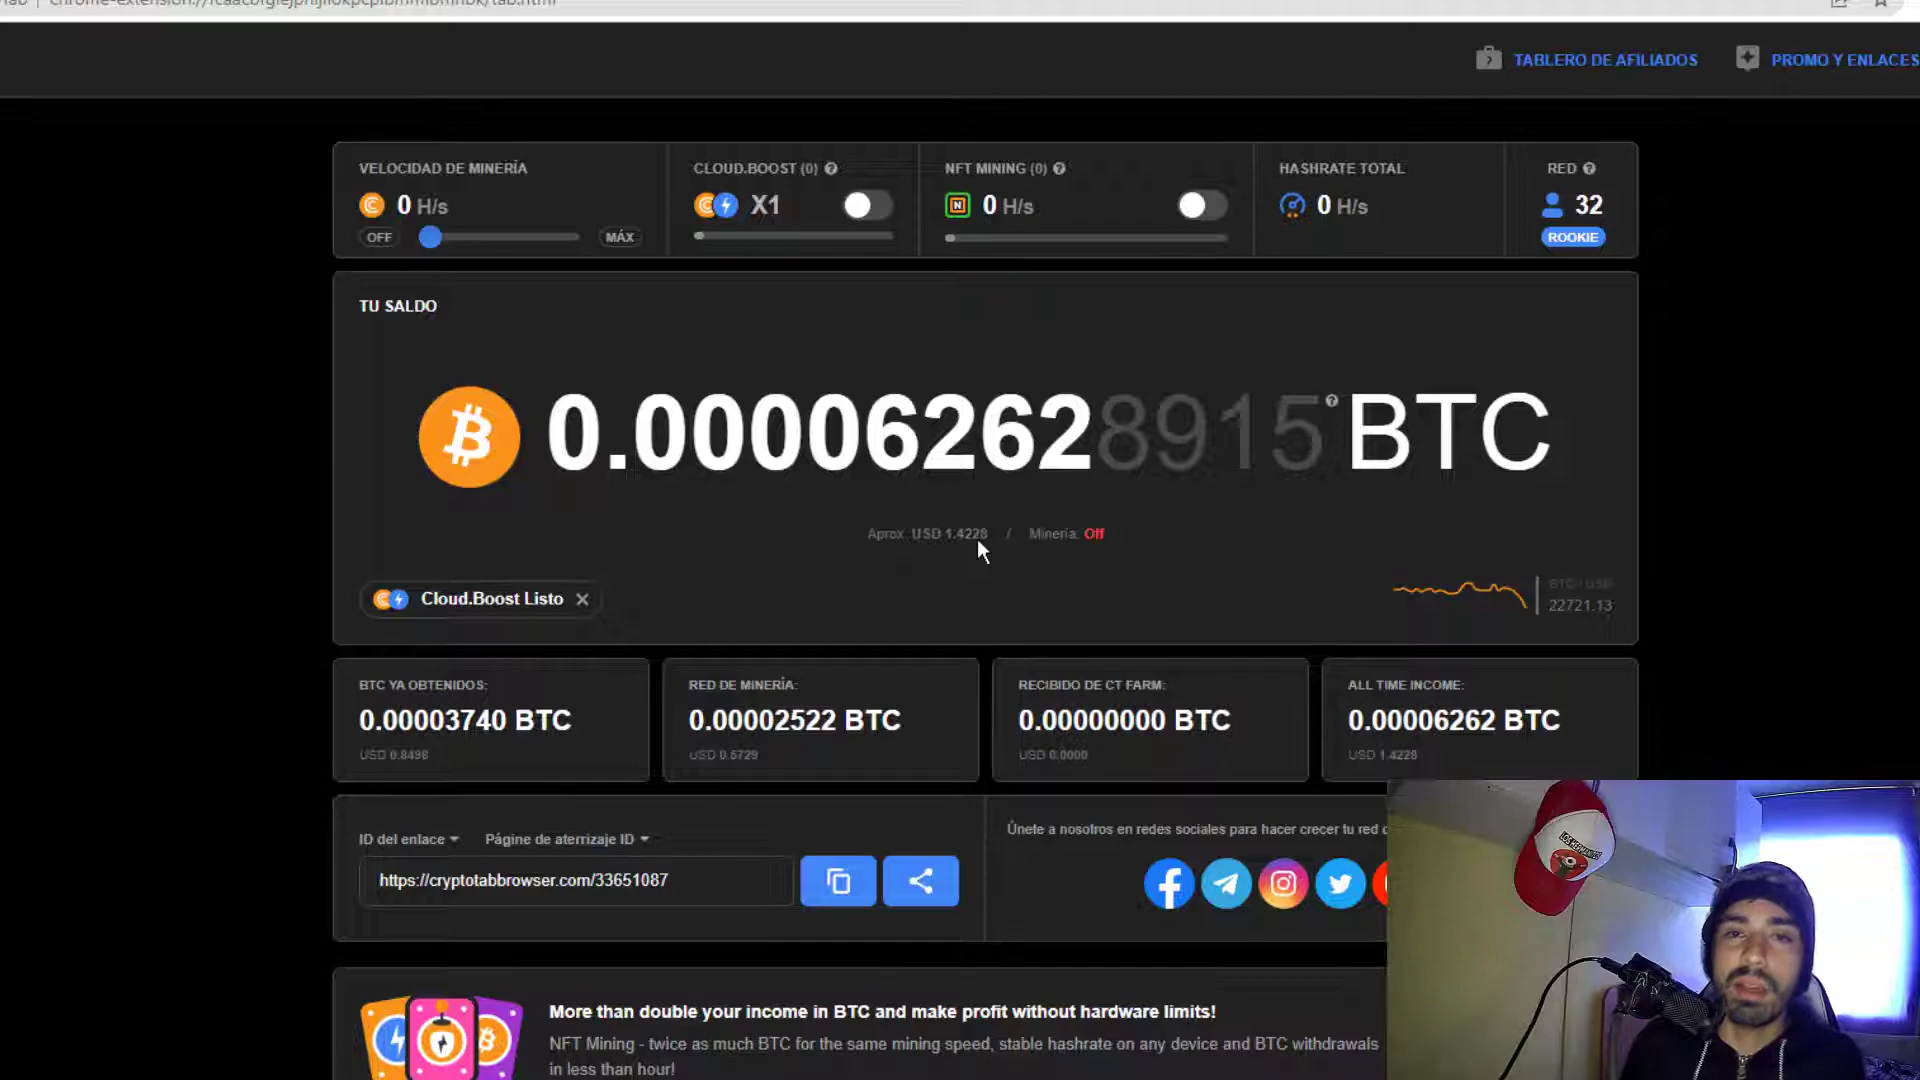 TABLERO DE AFILIADOS
PROMO Y ENLACES
VELOCIDAD DE MINERÍA
0 H/s
OFF
MÁX
CLOUD.BOOST (0)
X1
NFT MINING (0)
0 H/s
HASHRATE TOTAL
0 H/s
RED
32
ROOKIE
TU SALDO
0.000062628915 BTC
Aprox. USD 1.4228 / Minería: Off
Cloud.Boost Listo
BTC / USD
22721.13
BTC YA OBTENIDOS:
0.00003740 BTC
USD 0.8498
RED DE MINERÍA:
0.00002522 BTC
USD 0.5729
RECIBIDO DE CT FARM:
0.00000000 BTC
USD 0.0000
ALL TIME INCOME:
0.00006262 BTC
USD 1.4228
ID del enlace
Págine de aterrizaje ID
https://cryptotabbrowser.com/33651087
Únete a nosotros en redes sociales para hacer crecer tu red
LOS HERMANOS
More than double your income in BTC and make profit without hardware limits!
NFT Mining - twice as much BTC for the same mining speed, stable hashrate on any device and BTC withdrawals
in less than hour!